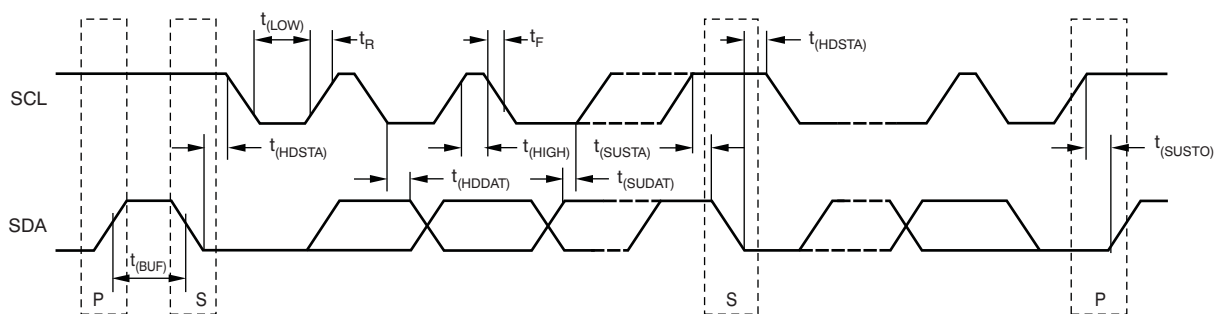 t(LOW)
tR
tF
t(HDSTA)
SCL
t(HDSTA)
t(HIGH)
t(SUSTA)
t(SUSTO)
t(HDDAT)
t(SUDAT)
SDA
t(BUF)
P
S
S
P